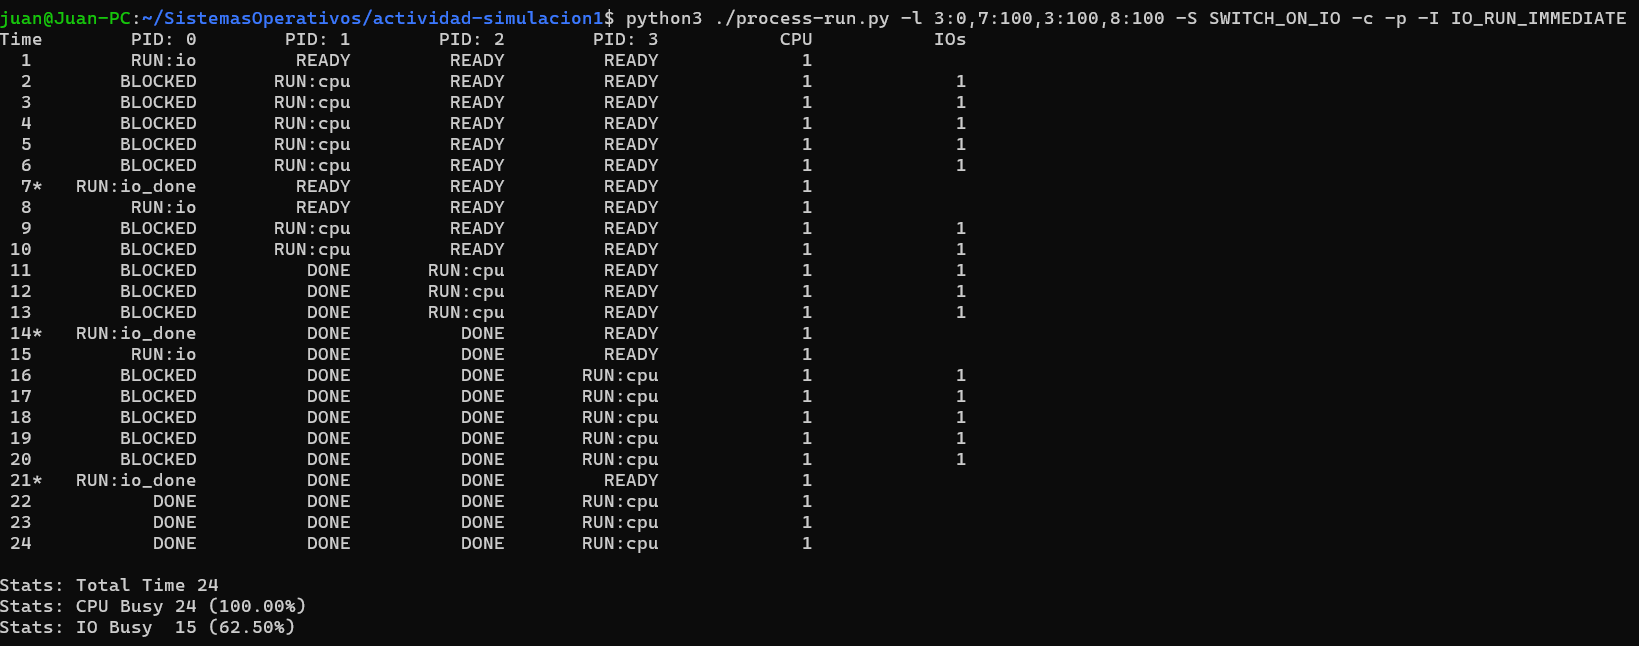 juan@Juan-PC:~/SistemasOperativos/actividad-simulacion1$ python3 ./process-run.py -l 3:0,7:100,3:100,8:100 -S SWITCH_ON_IO -c -p -I IO_RUN_IMMEDIATE
Time        PID: 0        PID: 1        PID: 2        PID: 3           CPU           IOs
  1         RUN:io         READY         READY         READY             1
  2        BLOCKED       RUN:cpu         READY         READY             1             1
  3        BLOCKED       RUN:cpu         READY         READY             1             1
  4        BLOCKED       RUN:cpu         READY         READY             1             1
  5        BLOCKED       RUN:cpu         READY         READY             1             1
  6        BLOCKED       RUN:cpu         READY         READY             1             1
  7*   RUN:io_done         READY         READY         READY             1
  8         RUN:io         READY         READY         READY             1
  9        BLOCKED       RUN:cpu         READY         READY             1             1
 10        BLOCKED       RUN:cpu         READY         READY             1             1
 11        BLOCKED          DONE       RUN:cpu         READY             1             1
 12        BLOCKED          DONE       RUN:cpu         READY             1             1
 13        BLOCKED          DONE       RUN:cpu         READY             1             1
 14*   RUN:io_done          DONE          DONE         READY             1
 15         RUN:io          DONE          DONE         READY             1
 16        BLOCKED          DONE          DONE       RUN:cpu             1             1
 17        BLOCKED          DONE          DONE       RUN:cpu             1             1
 18        BLOCKED          DONE          DONE       RUN:cpu             1             1
 19        BLOCKED          DONE          DONE       RUN:cpu             1             1
 20        BLOCKED          DONE          DONE       RUN:cpu             1             1
 21*   RUN:io_done          DONE          DONE         READY             1
 22           DONE          DONE          DONE       RUN:cpu             1
 23           DONE          DONE          DONE       RUN:cpu             1
 24           DONE          DONE          DONE       RUN:cpu             1
Stats: Total Time 24
Stats: CPU Busy 24 (100.00%)
Stats: IO Busy  15 (62.50%)